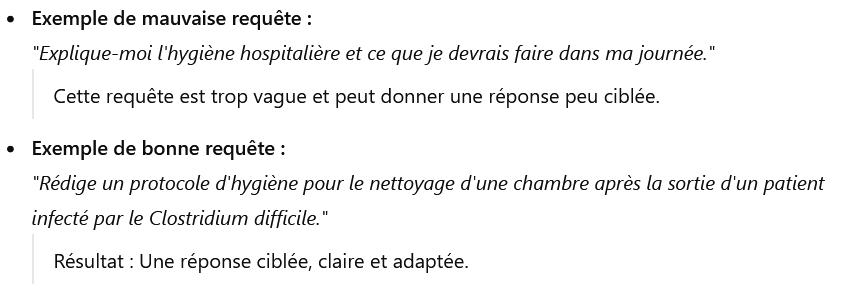 Exemple de mauvaise requête :
"Explique-moi l'hygiène hospitalière et ce que je devrais faire dans ma journée."
Cette requête est trop vague et peut donner une réponse peu ciblée.
Exemple de bonne requête :
"Rédige un protocole d'hygiène pour le nettoyage d'une chambre après la sortie d'un patient
infecté par le Clostridium difficile."
Résultat : Une réponse ciblée, claire et adaptée.